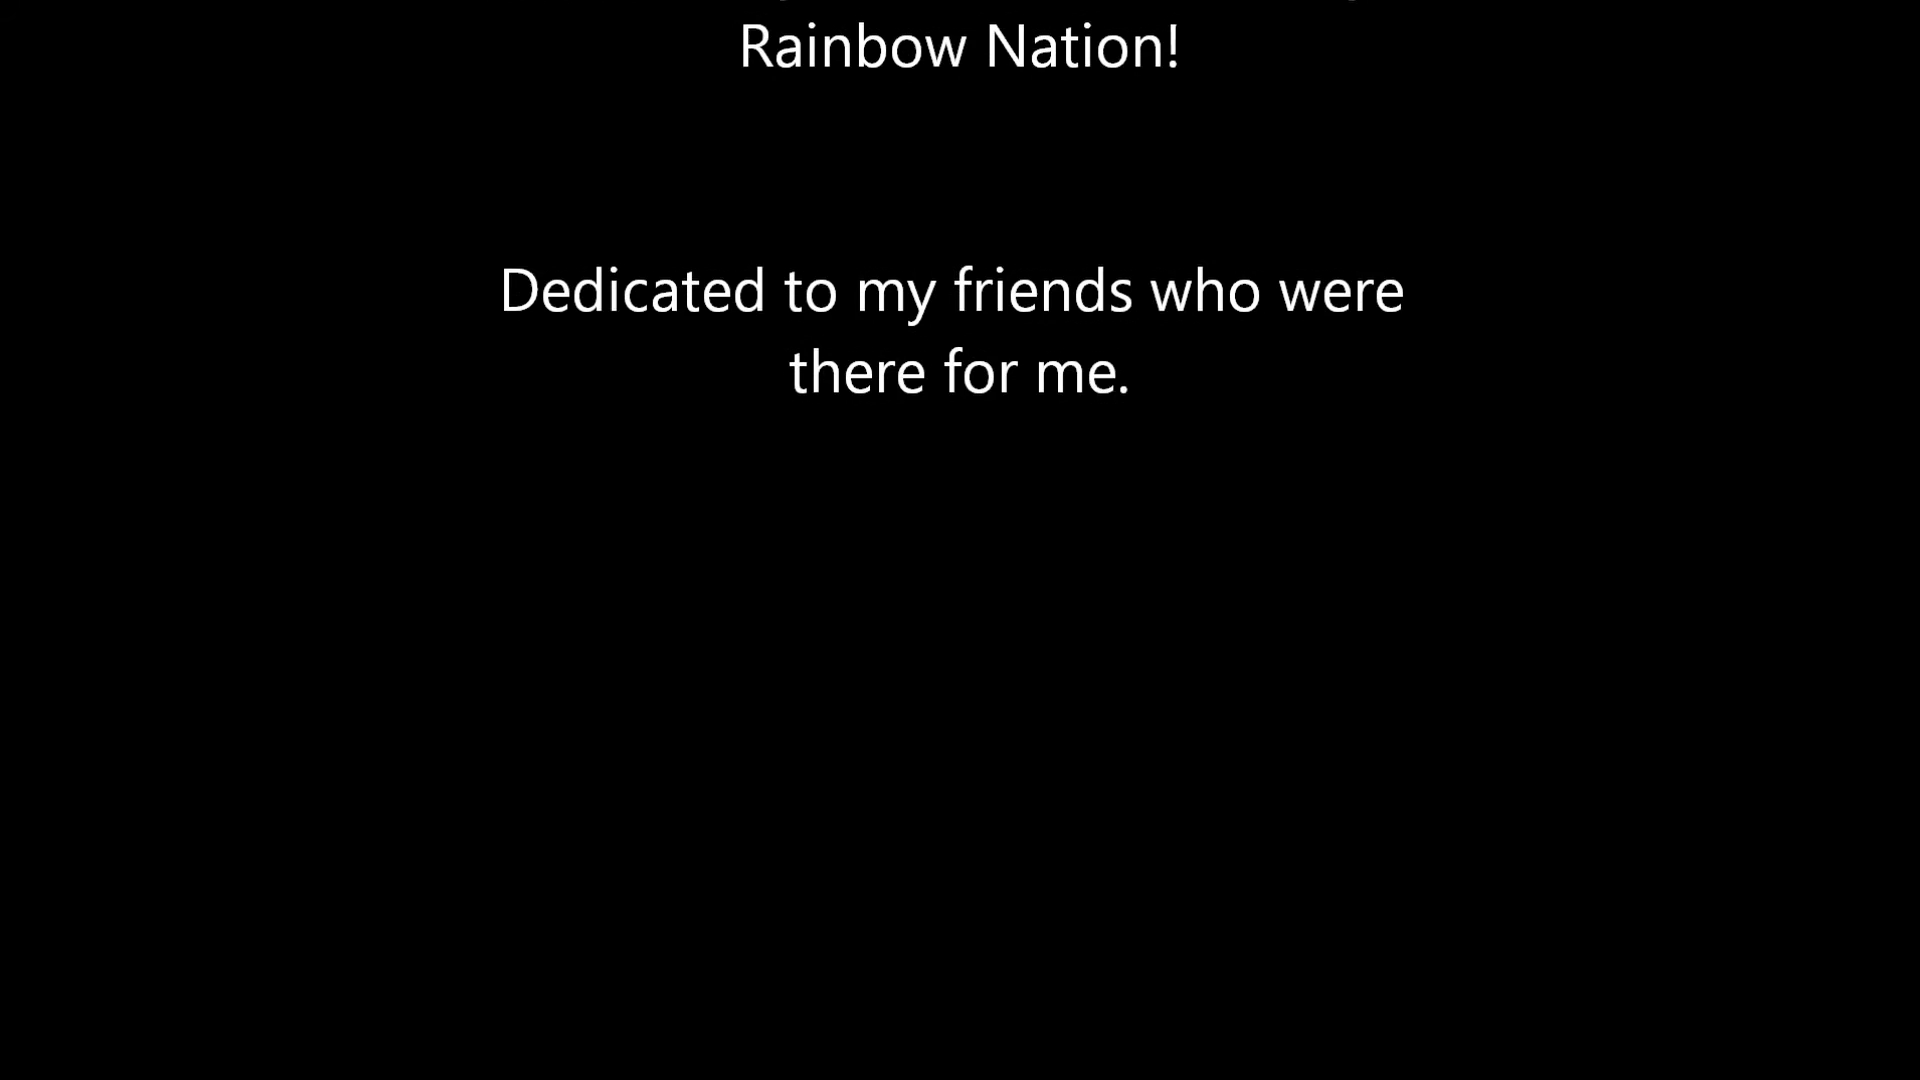 Rainbow Nation!
Dedicated to my friends who were
there for me.